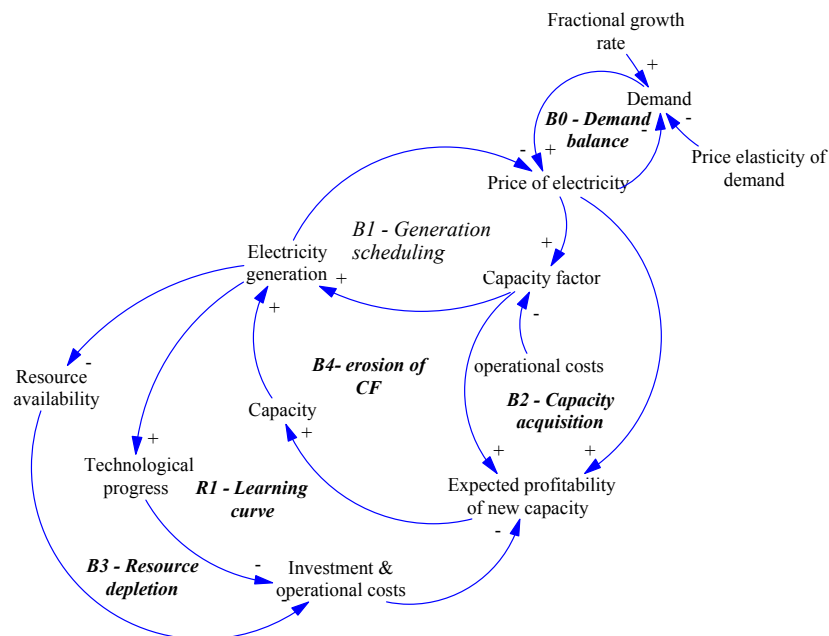 Fractional growth
rate
+
Demand
-
-
B0 - Demand
balance
- +
Price elasticity of
demand
Price of electricity
B1 - Generation
scheduling
Electricity
generation
+
+
Capacity factor
+
-
operational costs
B4- erosion of
CF
Resource
availability
-
Capacity
+
B2 - Capacity
acquisition
+
Technological
progress
R1 - Learning
curve
+ +
Expected profitability
of new capacity
-
B3 - Resource
depletion
-
Investment &
operational costs
-